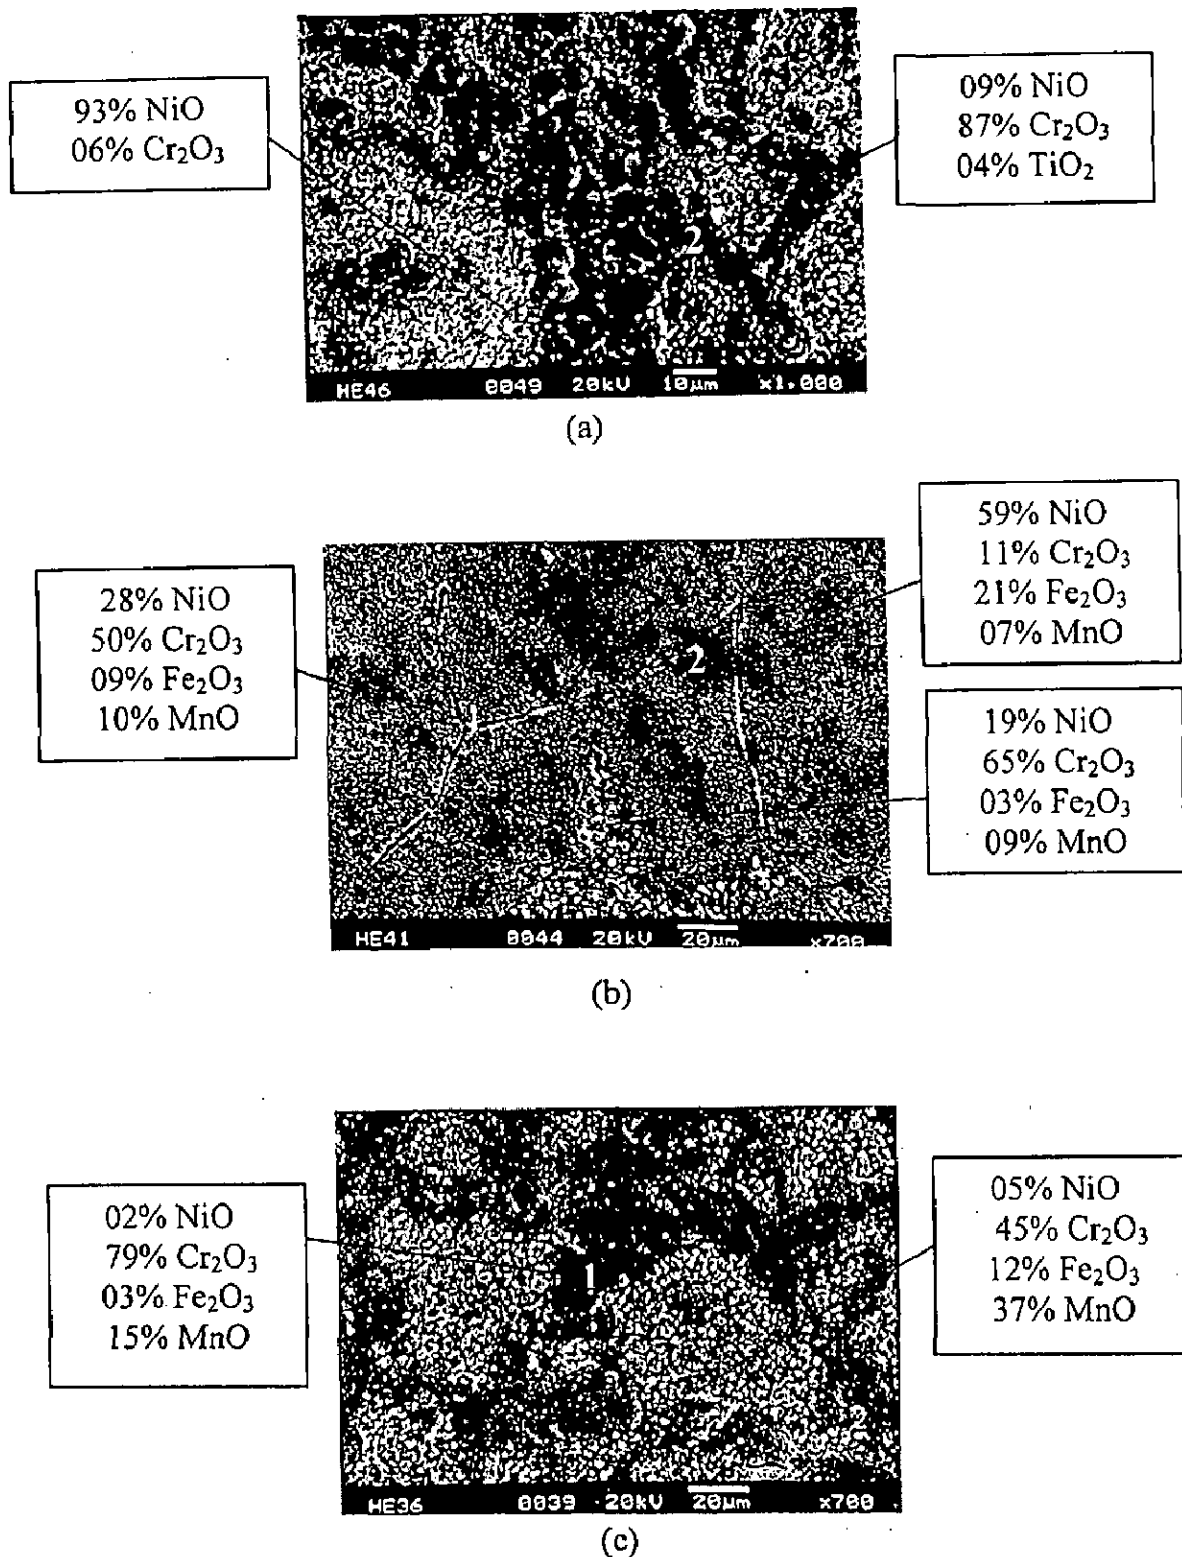 93% NiO
06% Cr₂O₃
09% NiO
87% Cr₂O₃
04% TiO₂
2
HE46 0049 20kV 10µm x1,000
(a)
28% NiO
50% Cr₂O₃
09% Fe₂O₃
10% MnO
59% NiO
11% Cr₂O₃
21% Fe₂O₃
07% MnO
19% NiO
65% Cr₂O₃
03% Fe₂O₃
09% MnO
2
HE41 0044 20kV 20µm x700
(b)
02% NiO
79% Cr₂O₃
03% Fe₂O₃
15% MnO
05% NiO
45% Cr₂O₃
12% Fe₂O₃
37% MnO
1
2
HE36 0039 20kV 20µm x700
(c)